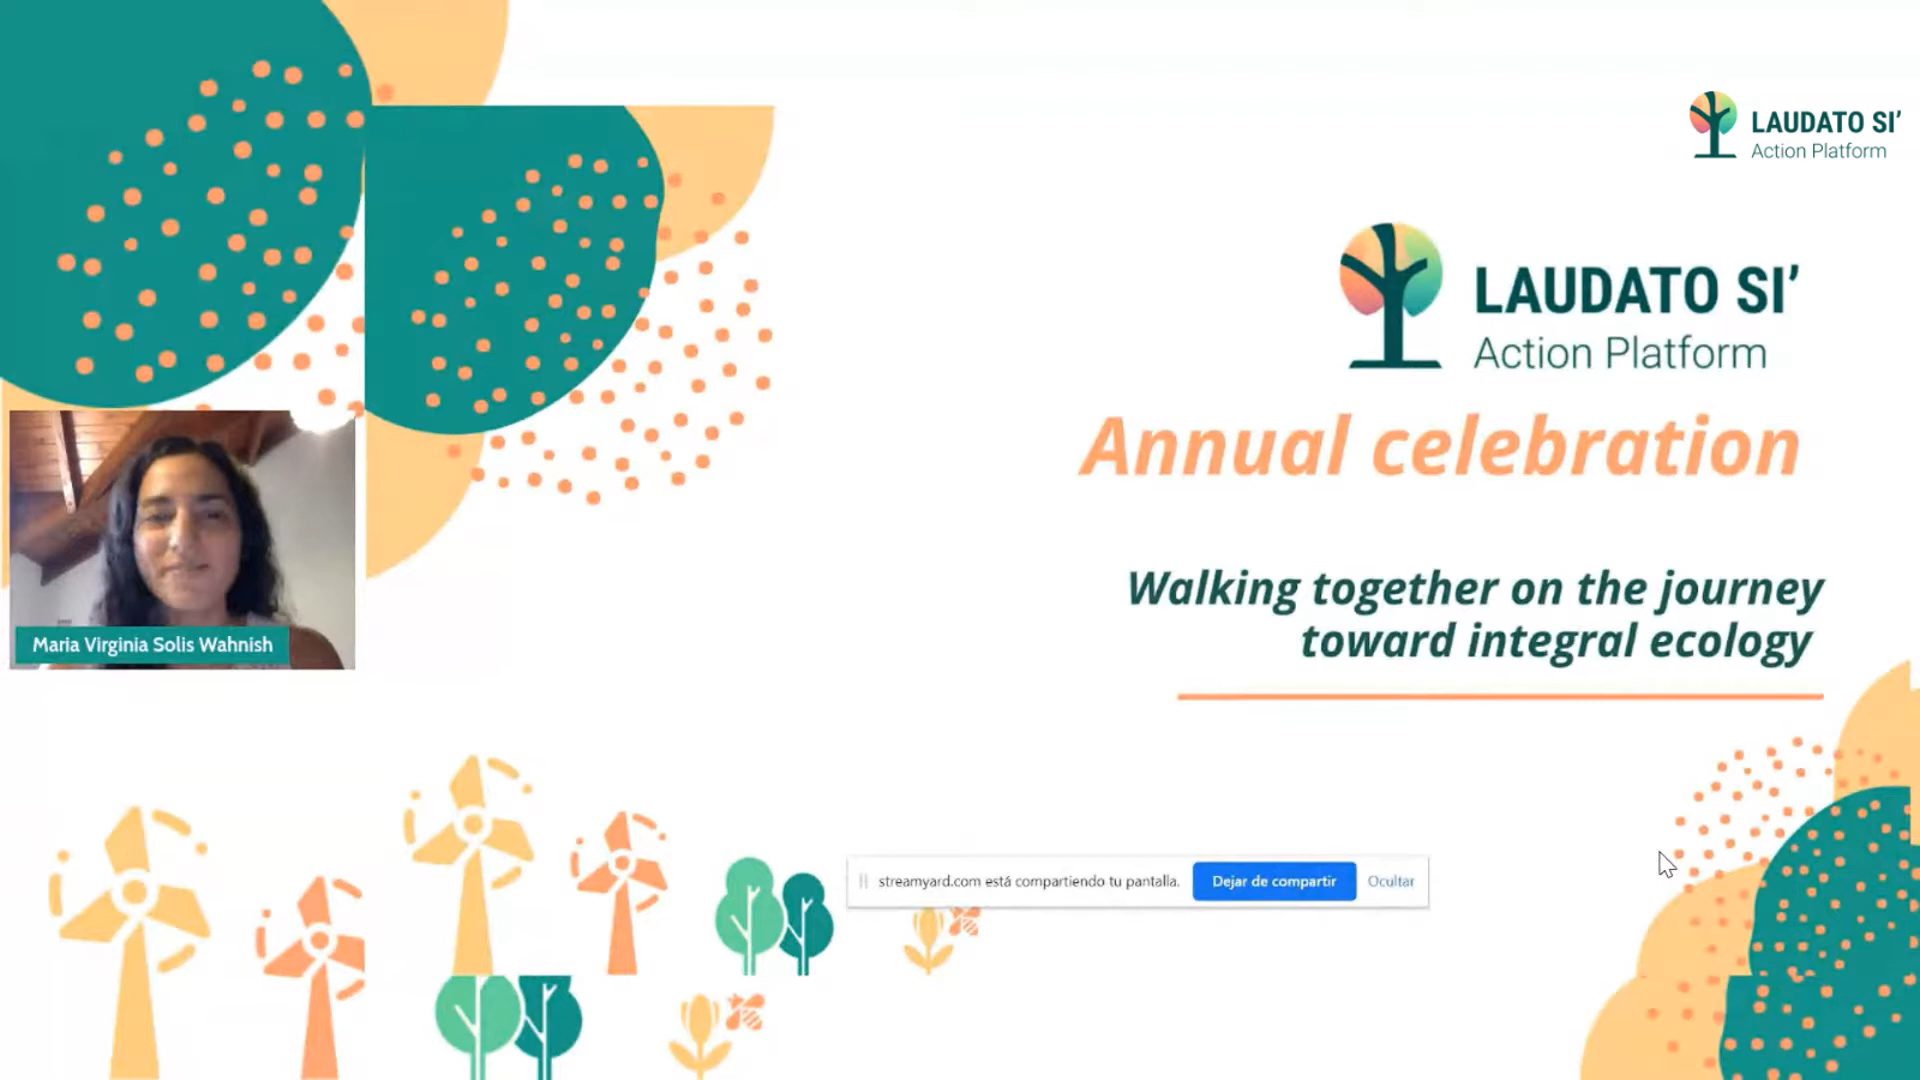 LAUDATO SI’
Action Platform
LAUDATO SI’
Action Platform
Annual celebration
Walking together on the journey
toward integral ecology
Maria Virginia Solis Wahnish
streamyard.com está compartiendo tu pantalla.
Dejar de compartir
Ocultar